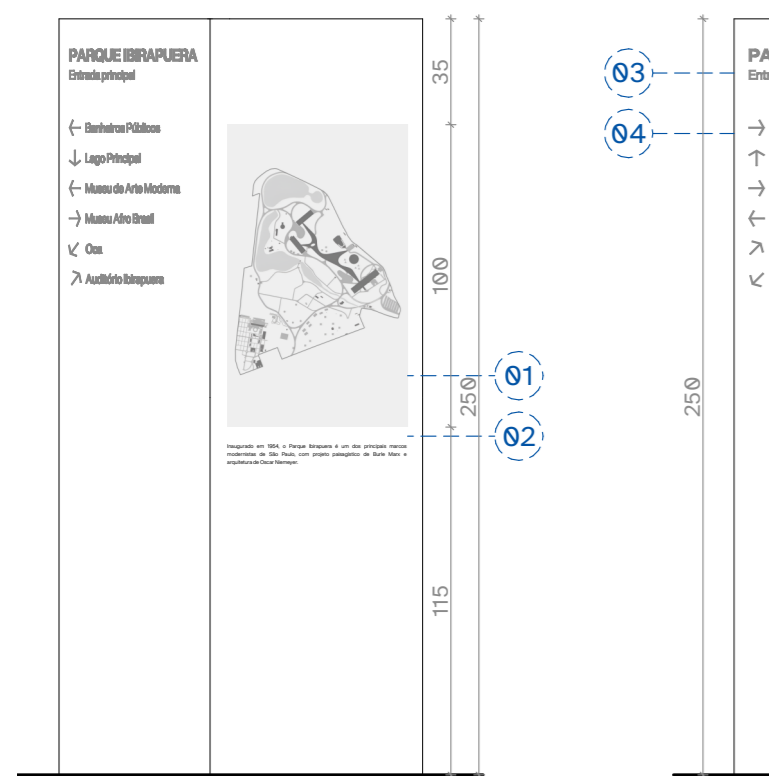 PARQUE IBIRAPUERA
Entrada principal
← Banheiros Públicos
↓ Lago Principal
← Museu de Arte Moderna
→ Museu Afro Brasil
↙ Oca
↗ Auditório Ibirapuera
Inaugurado em 1954, o Parque Ibirapuera é um dos principais marcos
modernistas de São Paulo, com projeto paisagístico de Burle Marx e
arquitetura de Oscar Niemeyer.
35
100
250
115
01
02
03
04
250
PA
Entra
→
↑
→
←
↗
↙